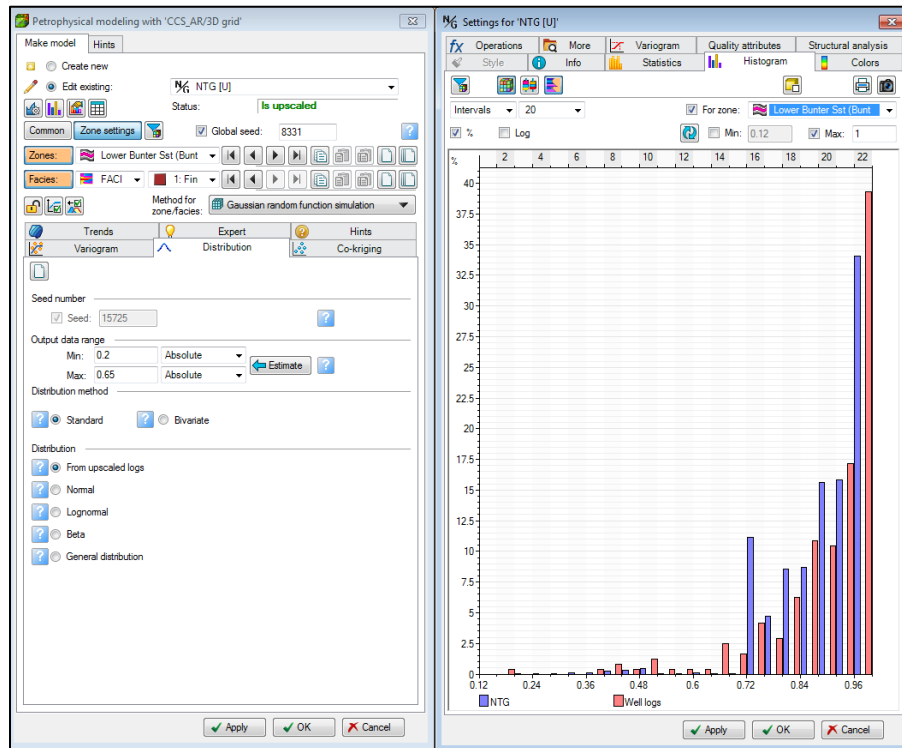 Petrophysical modeling with 'CCS_AR/3D grid'
Make model Hints
Create new
Edit existing: N/G NTG [U]
Status: Is upscaled
Common Zone settings Global seed: 8331 ?
Zones: Lower Bunter Sst (Bunt
Facies: FACI 1: Fin
Method for zone/facies: Gaussian random function simulation
Trends Expert Hints
Variogram Distribution Co-kriging
Seed number
Seed: 15725 ?
Output data range
Min: 0.2 Absolute
Max: 0.65 Absolute
Estimate ?
Distribution method
? Standard ? Bivariate
Distribution
? From upscaled logs
? Normal
? Lognormal
? Beta
? General distribution
Apply OK Cancel
N/G Settings for 'NTG [U]'
fx Operations More Variogram Quality attributes Structural analysis
Style Info Statistics Histogram Colors
Intervals 20 For zone: Lower Bunter Sst (Bunt
% Log Min: 0.12 Max: 1
% 2 4 6 8 10 12 14 16 18 20 22
40
37.5
35
32.5
30
27.5
25
22.5
20
17.5
15
12.5
10
7.5
5
2.5
0
0.12 0.24 0.36 0.48 0.6 0.72 0.84 0.96
NTG Well logs
Apply OK Cancel